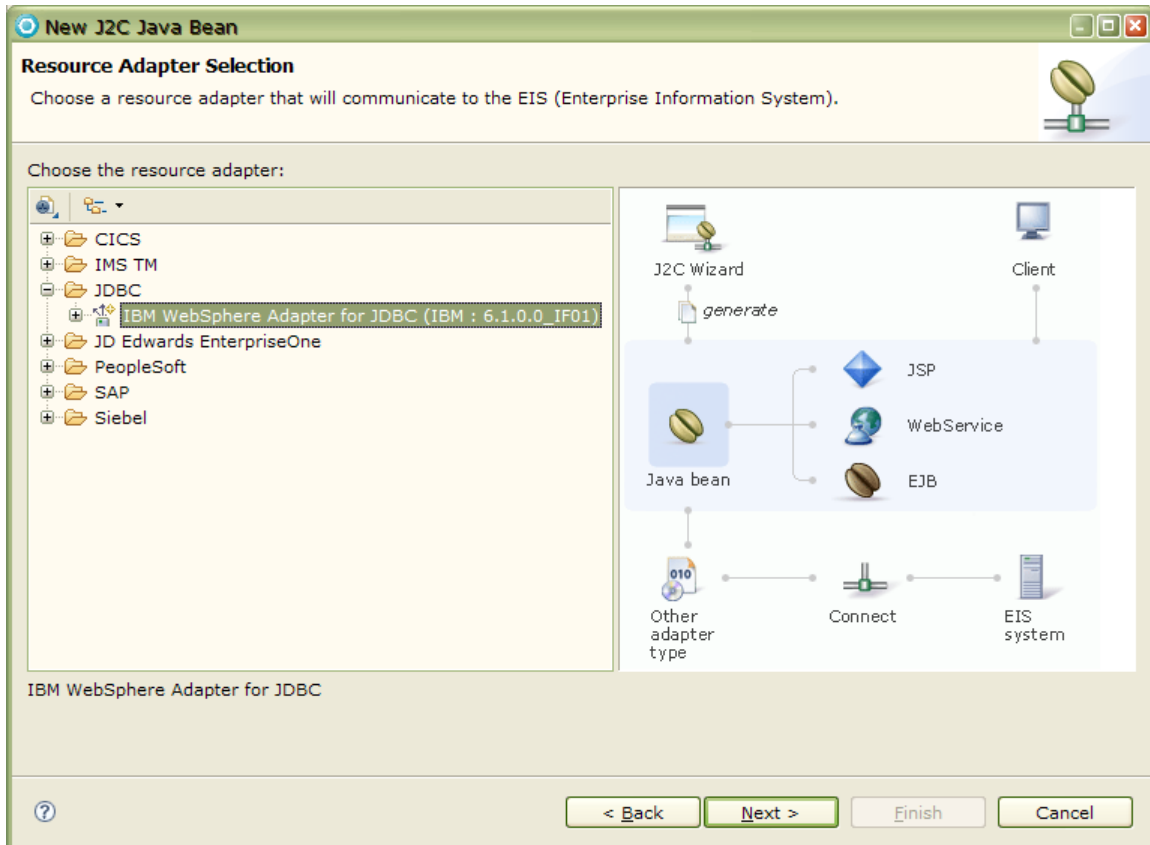 New J2C Java Bean
Resource Adapter Selection
Choose a resource adapter that will communicate to the EIS (Enterprise Information System).
Choose the resource adapter:
CICS
IMS TM
JDBC
IBM WebSphere Adapter for JDBC (IBM : 6.1.0.0_IF01)
JD Edwards EnterpriseOne
PeopleSoft
SAP
Siebel
J2C Wizard
Client
generate
JSP
WebService
Java bean
EJB
010
Other
adapter
type
Connect
EIS
system
IBM WebSphere Adapter for JDBC
?
< Back
Next >
Finish
Cancel